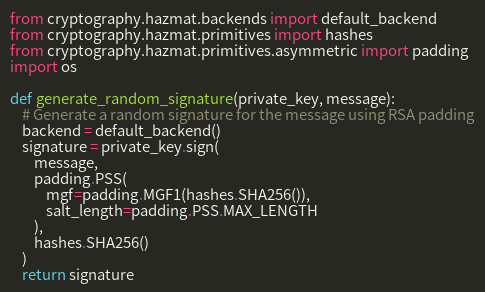 from cryptography.hazmat.backends import default_backend
from cryptography.hazmat.primitives import hashes
from cryptography.hazmat.primitives.asymmetric import padding
import os

def generate_random_signature(private_key, message):
    # Generate a random signature for the message using RSA padding
    backend = default_backend()
    signature = private_key.sign(
        message,
        padding.PSS(
            mgf=padding.MGF1(hashes.SHA256()),
            salt_length=padding.PSS.MAX_LENGTH
        ),
        hashes.SHA256()
    )
    return signature